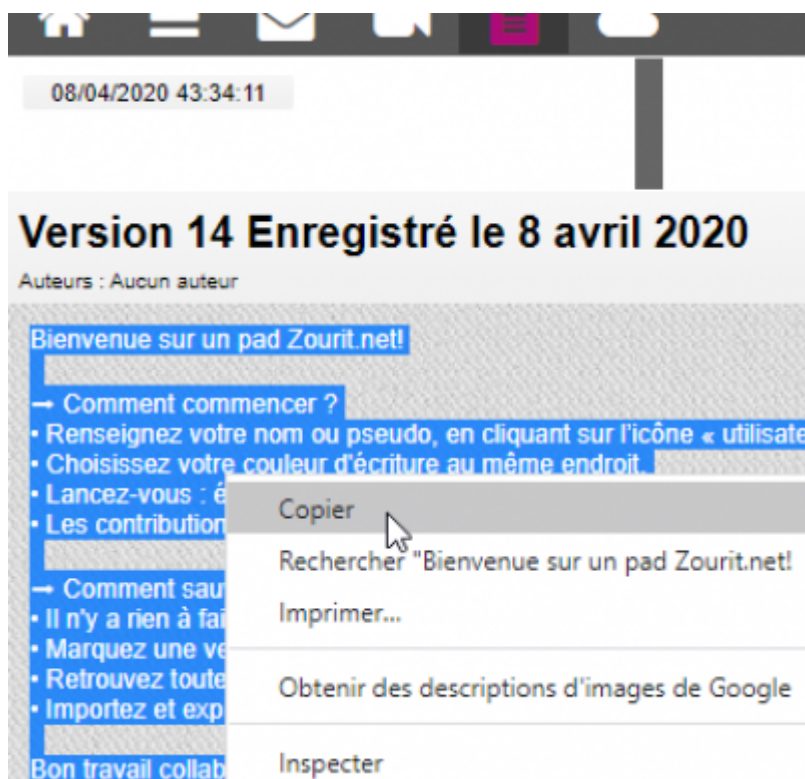 08/04/2020 43:34:11
Version 14 Enregistré le 8 avril 2020
Auteurs : Aucun auteur
Bienvenue sur un pad Zourit.net!
→ Comment commencer ?
• Renseignez votre nom ou pseudo, en cliquant sur l'icône « utilisate
• Choisissez votre couleur d'écriture au même endroit.
• Lancez-vous : é
• Les contribution
→ Comment sau
• Il n'y a rien à fai
• Marquez une ve
• Retrouvez toute
• Importez et exp
Bon travail collab
Copier
Rechercher "Bienvenue sur un pad Zourit.net!
Imprimer...
Obtenir des descriptions d'images de Google
Inspecter